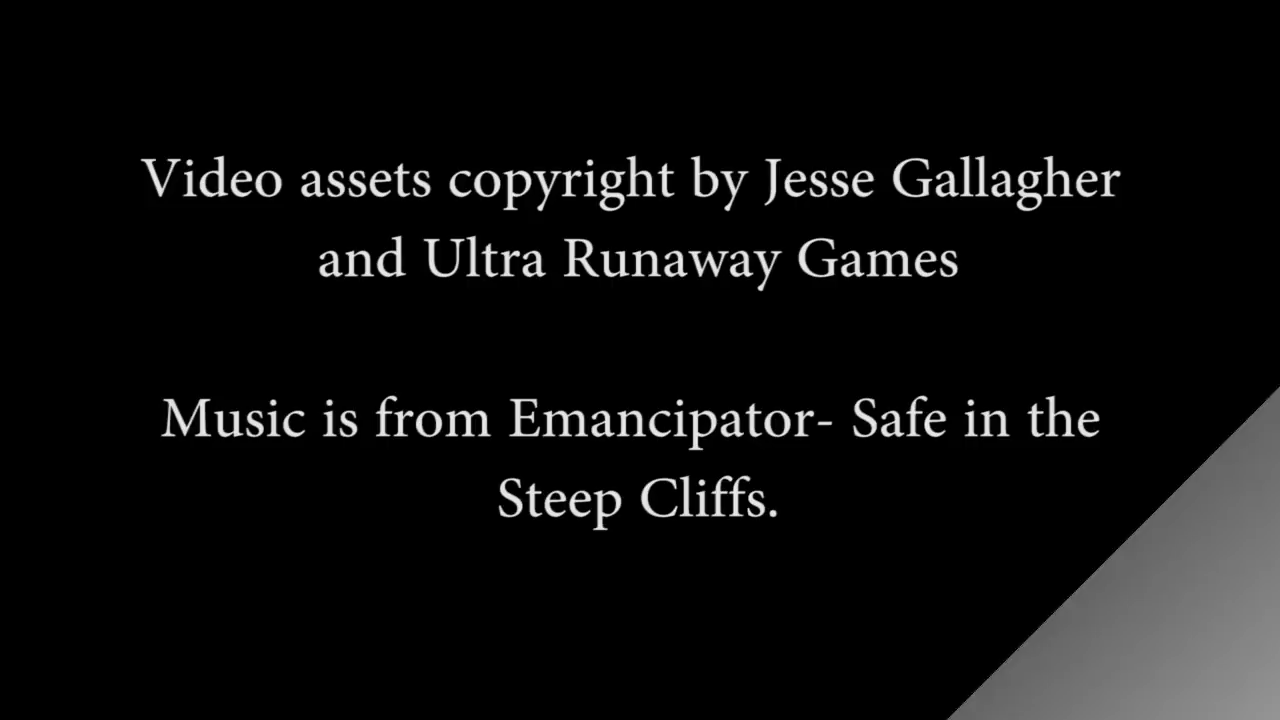 Video assets copyright by Jesse Gallagher
and Ultra Runaway Games
Music is from Emancipator- Safe in the
Steep Cliffs.